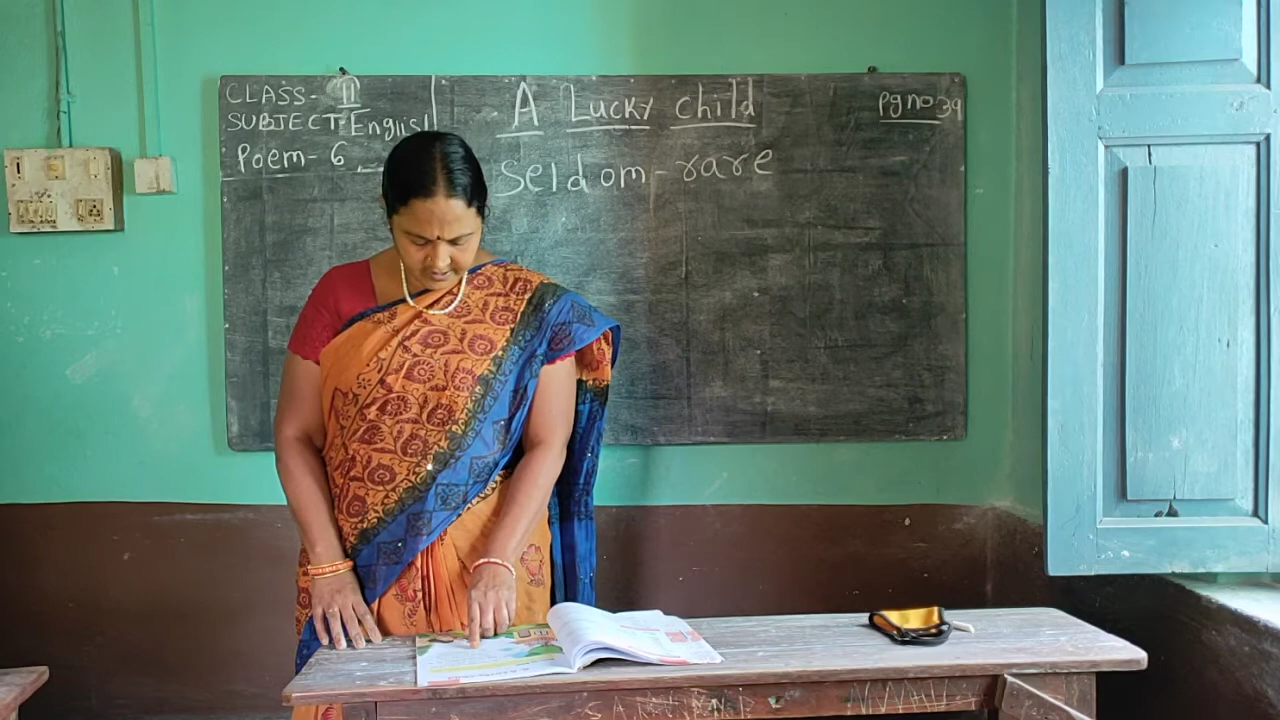 CLASS- II
SUBJECT-English
Poem- 6
A Lucky child
Pg no 39
seldom - rare